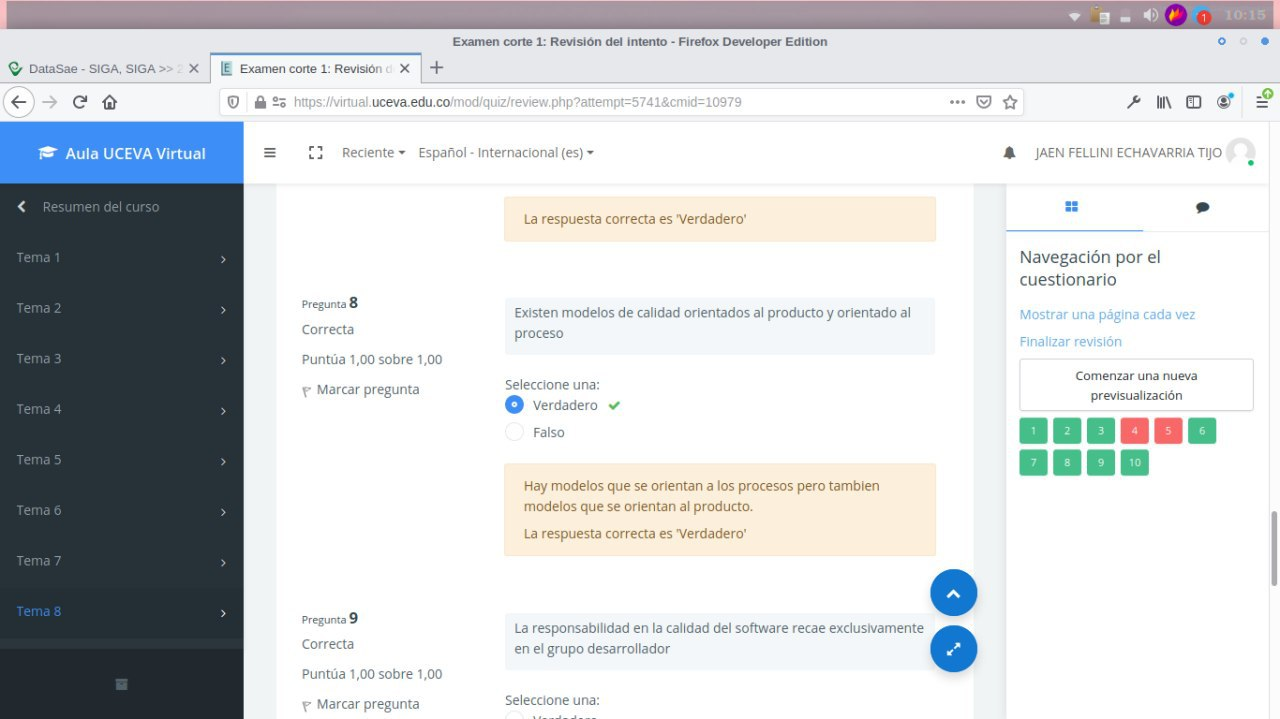 1
10:15
Examen corte 1: Revisión del intento - Firefox Developer Edition
DataSae - SIGA, SIGA >> 2
Examen corte 1: Revisión d
https://virtual.uceva.edu.co/mod/quiz/review.php?attempt=5741&cmid=10979
Aula UCEVA Virtual
Reciente
Español - Internacional (es)
JAEN FELLINI ECHAVARRIA TIJO
Resumen del curso
Tema 1
Tema 2
Tema 3
Tema 4
Tema 5
Tema 6
Tema 7
Tema 8
La respuesta correcta es 'Verdadero'
Pregunta 8
Correcta
Puntúa 1,00 sobre 1,00
Marcar pregunta
Existen modelos de calidad orientados al producto y orientado al
proceso
Seleccione una:
Verdadero
Falso
Hay modelos que se orientan a los procesos pero tambien
modelos que se orientan al producto.
La respuesta correcta es 'Verdadero'
Pregunta 9
Correcta
Puntúa 1,00 sobre 1,00
Marcar pregunta
La responsabilidad en la calidad del software recae exclusivamente
en el grupo desarrollador
Seleccione una:
Verdadero
Navegación por el
cuestionario
Mostrar una página cada vez
Finalizar revisión
Comenzar una nueva
previsualización
1 2 3 4 5 6
7 8 9 10